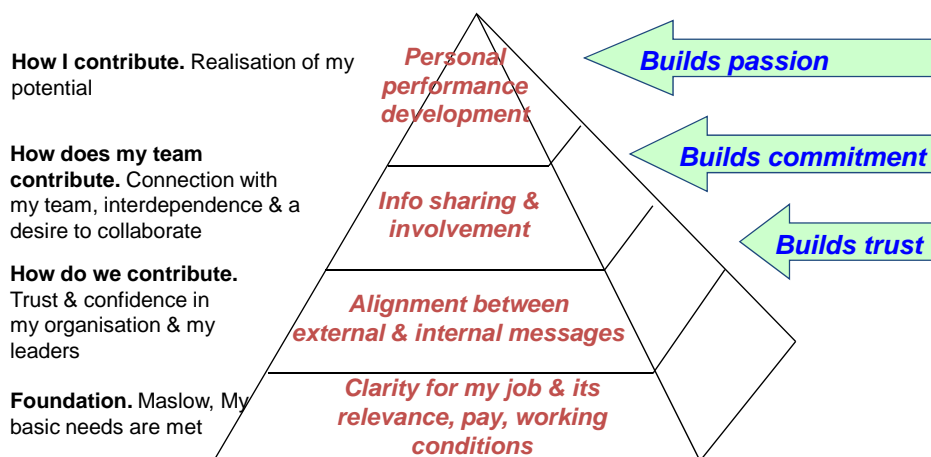 How I contribute. Realisation of my
potential
Personal
performance
development
Builds passion
How does my team
contribute. Connection with
my team, interdependence & a
desire to collaborate
Info sharing &
involvement
Builds commitment
How do we contribute.
Trust & confidence in
my organisation & my
leaders
Alignment between
external & internal messages
Builds trust
Foundation. Maslow, My
basic needs are met
Clarity for my job & its
relevance, pay, working
conditions